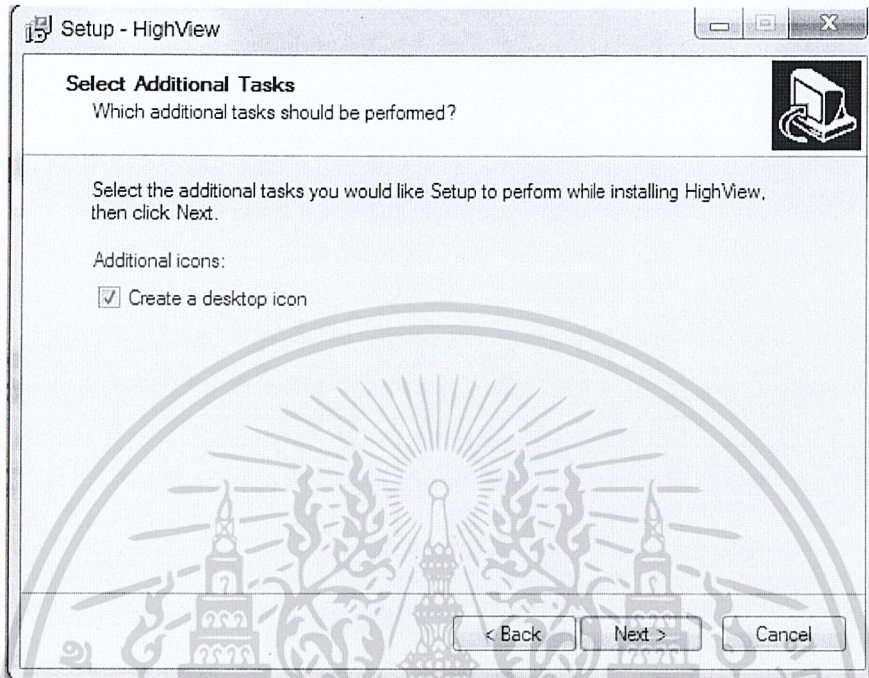 Setup - HighView
Select Additional Tasks
Which additional tasks should be performed?
Select the additional tasks you would like Setup to perform while installing HighView,
then click Next.
Additional icons:
Create a desktop icon
< Back
Next >
Cancel